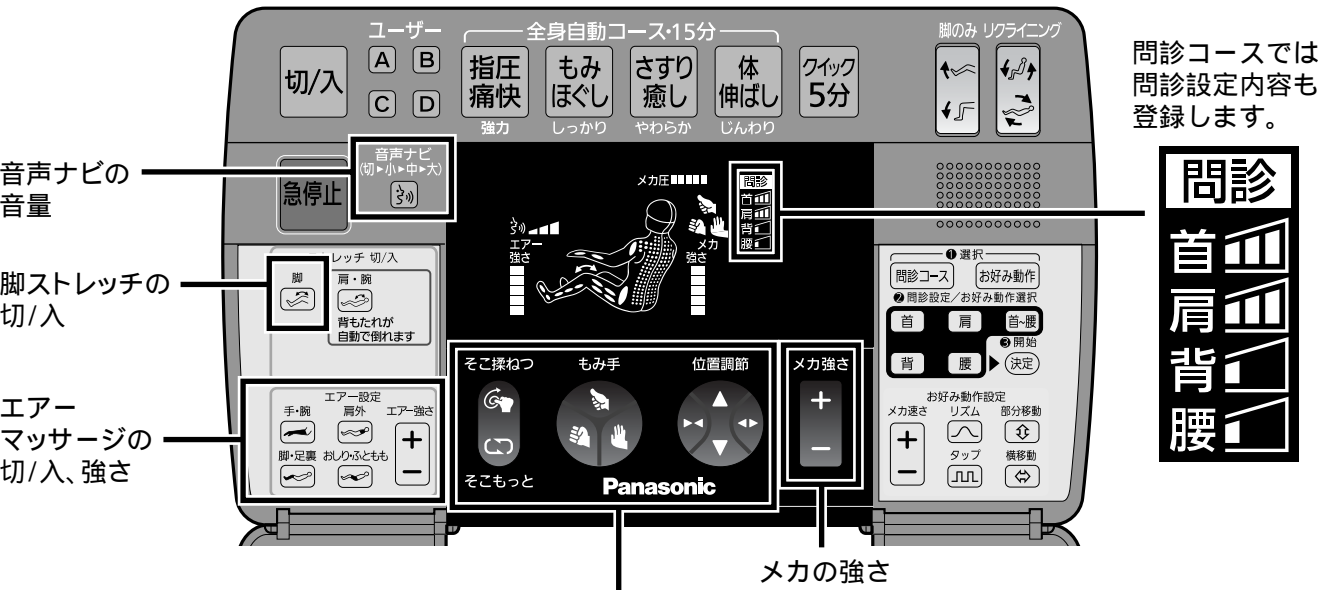 ユーザー
全身自動コース・15分
脚のみ リクライニング
切/入
A B
C D
指圧
痛快
強力
もみ
ほぐし
しっかり
さすり
癒し
やわらか
体
伸ばし
じんわり
クイック
5分
問診コースでは
問診設定内容も
登録します。
問診
首
肩
背
腰
音声ナビの
音量
急停止
音声ナビ
(切▶小▶中▶大)
メカ圧
問診
首
肩
背
腰
エアー
強さ
メカ
強さ
脚ストレッチの
切/入
レッチ 切/入
脚
肩・腕
背もたれが
自動で倒れます
❶選択
問診コース
お好み動作
❷問診設定/お好み動作選択
首 肩 首~腰
❸開始
背 腰 ▶ 決定
エアー
マッサージの
切/入、強さ
エアー設定
手・腕 肩外 エアー強さ
+
脚・足裏 おしり・ふともも
−
そこ揉ねつ
そこもっと
もみ手
位置調節
Panasonic
メカ強さ
+
−
お好み動作設定
メカ速さ リズム 部分移動
+
タップ 横移動
−
メカの強さ